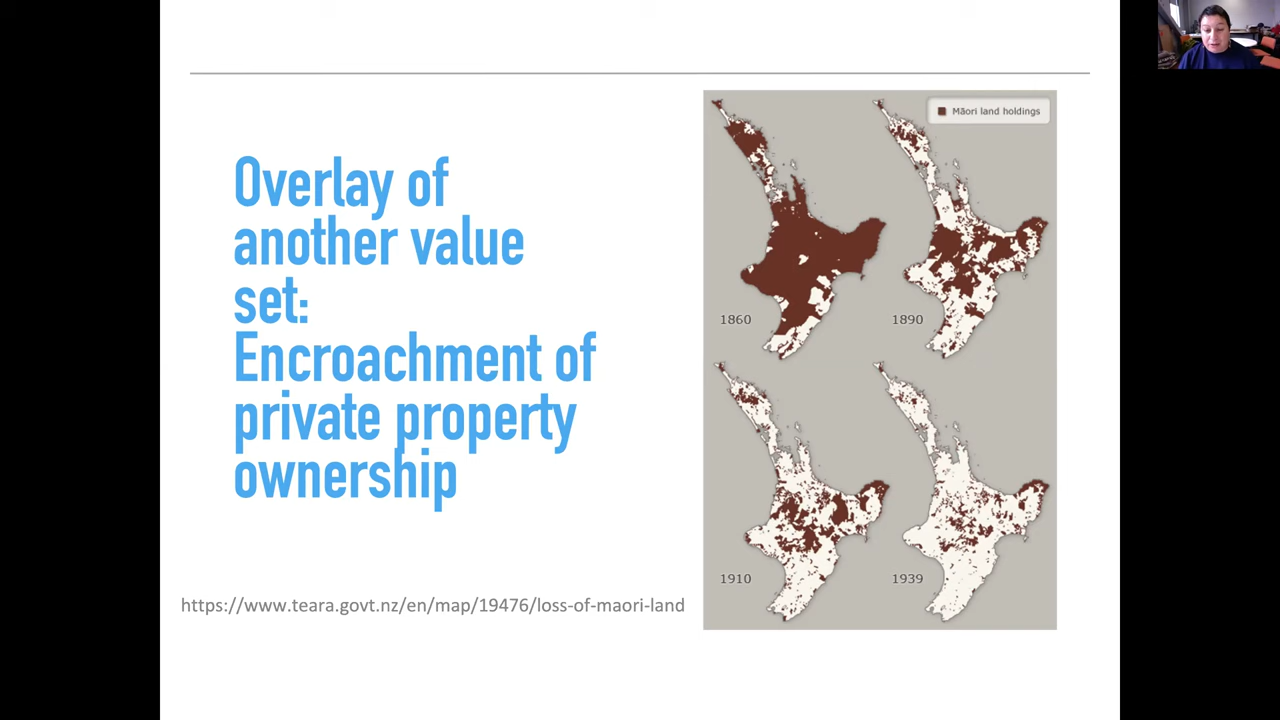 Overlay of
another value
set:
Encroachment of
private property
ownership
https://www.teara.govt.nz/en/map/19476/loss-of-maori-land
Māori land holdings
1860
1890
1910
1939